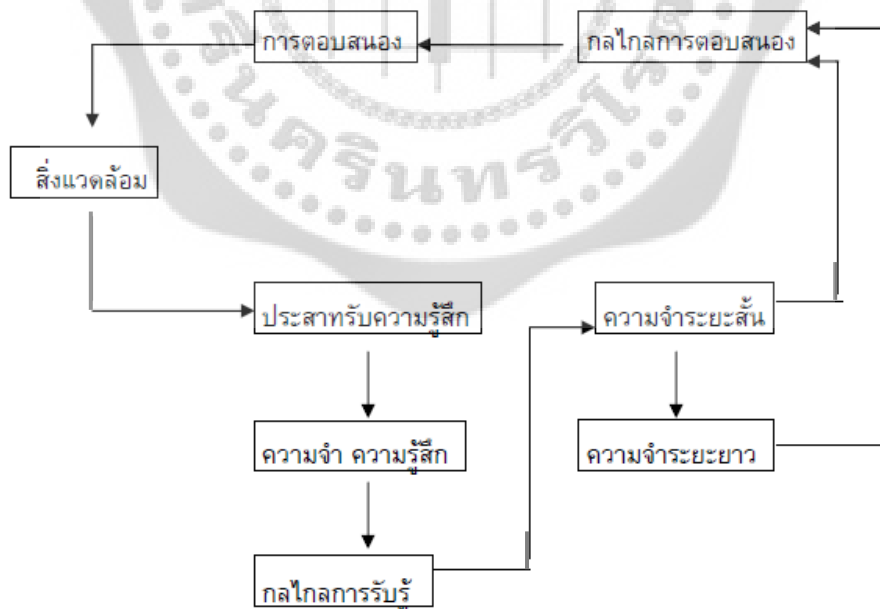 การตอบสนอง
กลไกลการตอบสนอง
สิ่งแวดล้อม
ประสาทรับความรู้สึก
ความจำระยะสั้น
ความจำ ความรู้สึก
ความจำระยะยาว
กลไกลการรับรู้